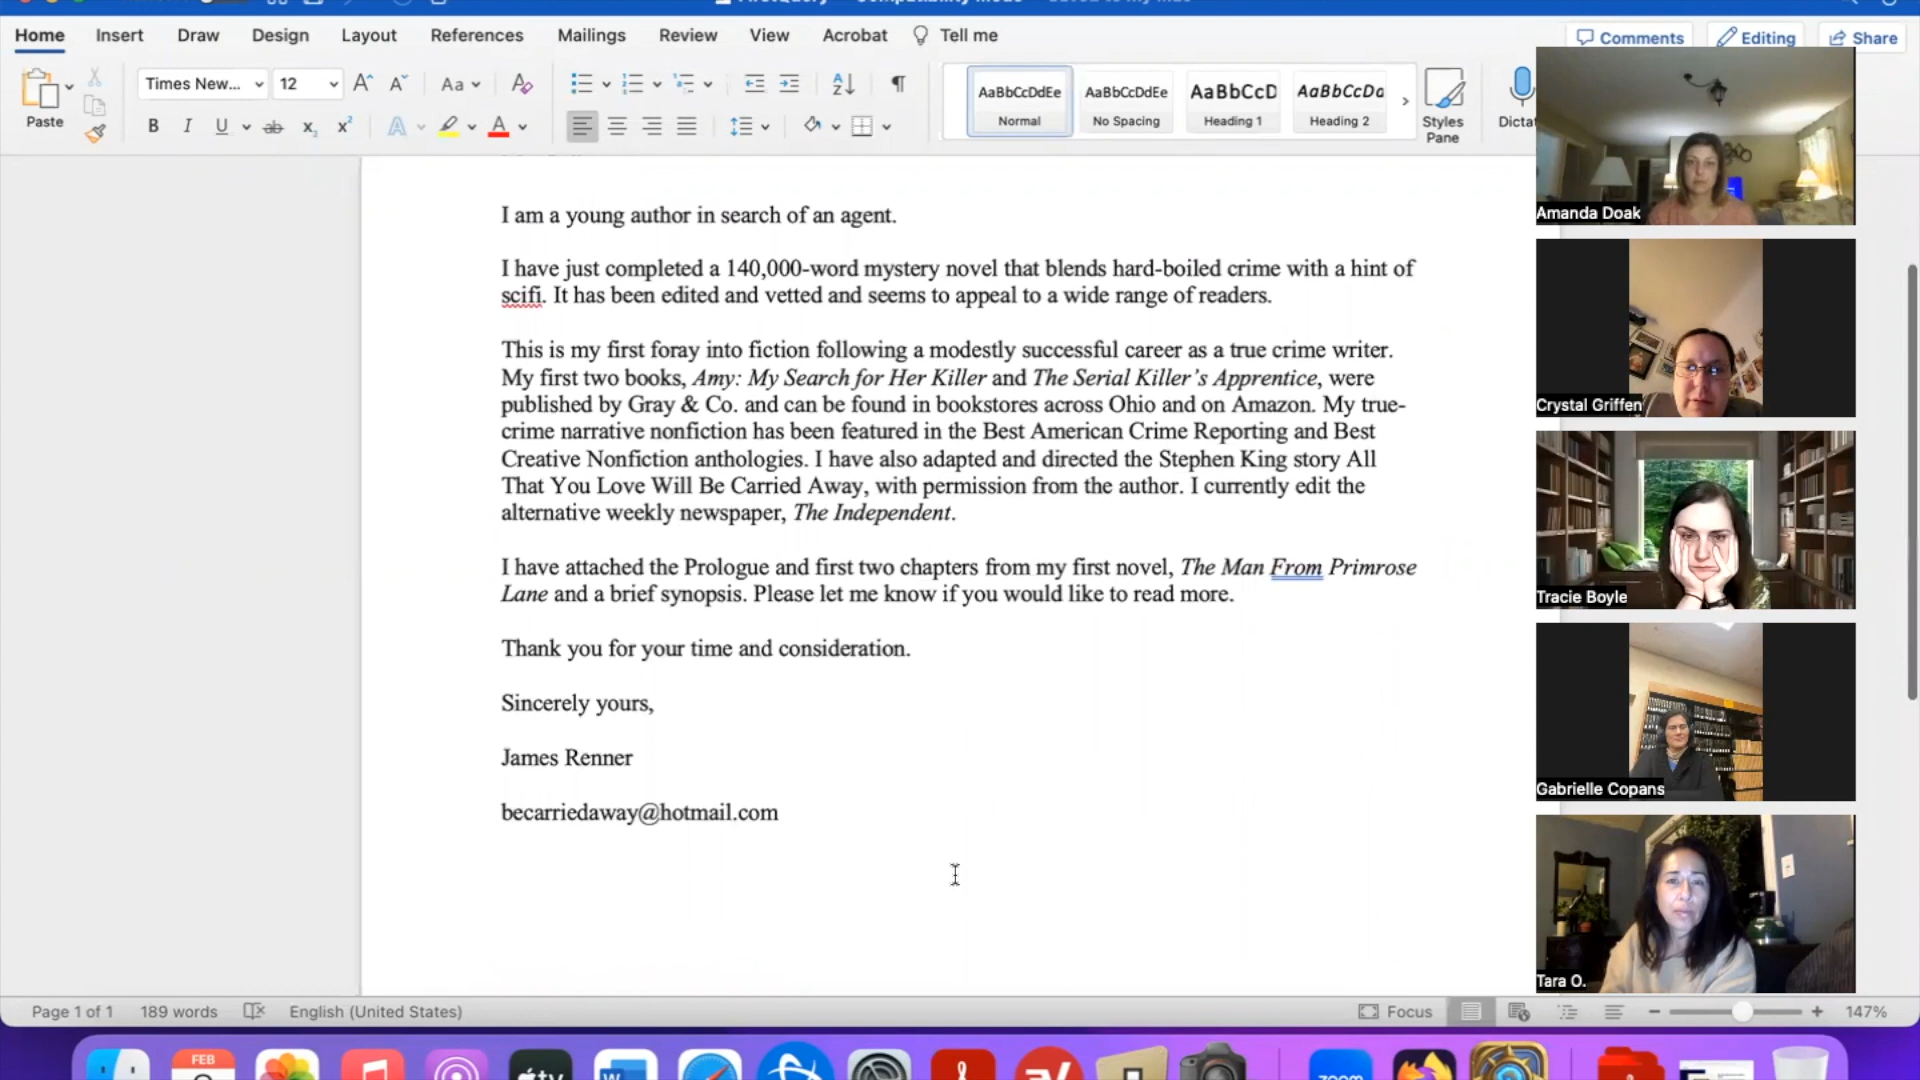 Home Insert Draw Design Layout References Mailings Review View Acrobat Tell me
Comments Editing Share
Times New... 12
Paste
AaBbCcDdEe AaBbCcDdEe AaBbCcD AaBbCcDd
Normal No Spacing Heading 1 Heading 2
Styles
Pane
Dictat
I am a young author in search of an agent.
I have just completed a 140,000-word mystery novel that blends hard-boiled crime with a hint of
scifi. It has been edited and vetted and seems to appeal to a wide range of readers.
This is my first foray into fiction following a modestly successful career as a true crime writer.
My first two books, Amy: My Search for Her Killer and The Serial Killer's Apprentice, were
published by Gray & Co. and can be found in bookstores across Ohio and on Amazon. My true-
crime narrative nonfiction has been featured in the Best American Crime Reporting and Best
Creative Nonfiction anthologies. I have also adapted and directed the Stephen King story All
That You Love Will Be Carried Away, with permission from the author. I currently edit the
alternative weekly newspaper, The Independent.
I have attached the Prologue and first two chapters from my first novel, The Man From Primrose
Lane and a brief synopsis. Please let me know if you would like to read more.
Thank you for your time and consideration.
Sincerely yours,
James Renner
becarriedaway@hotmail.com
Amanda Doak
Crystal Griffen
Tracie Boyle
Gabrielle Copans
Tara O.
Page 1 of 1 189 words English (United States)
Focus
147%
FEB
tv
zoom